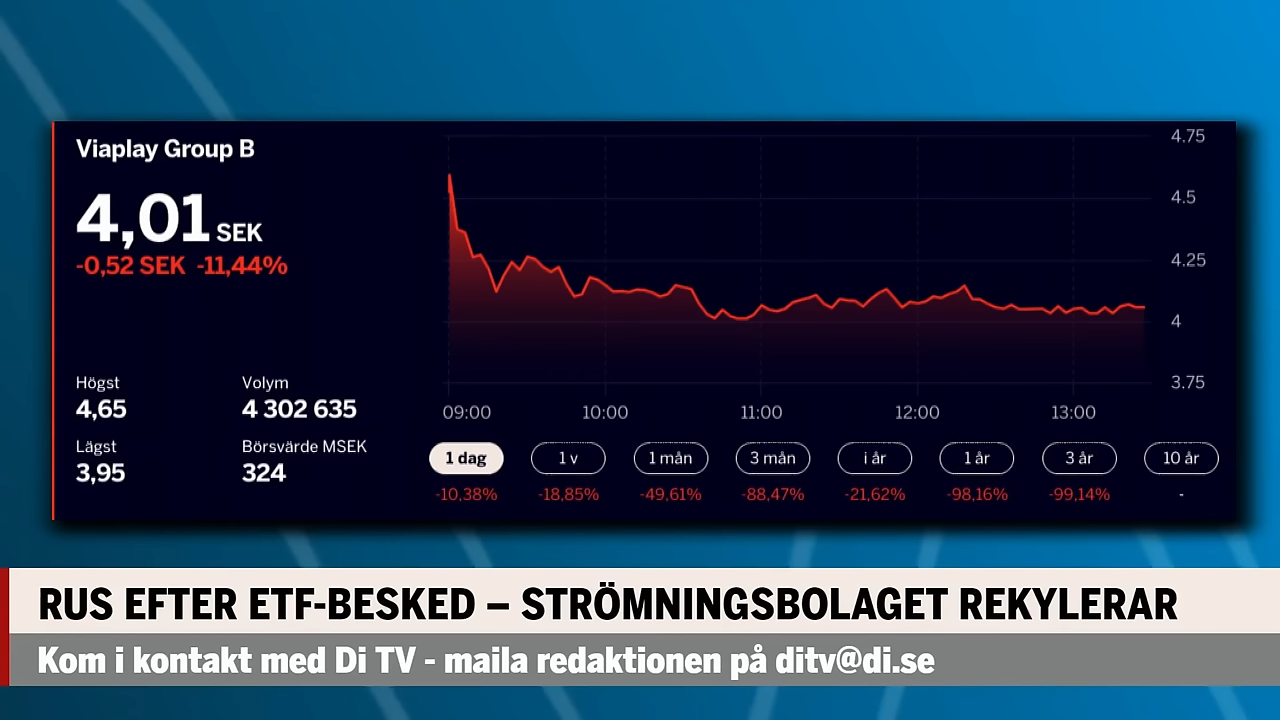 Viaplay Group B
4,01 SEK
-0,52 SEK -11,44%
Högst
4,65
Volym
4 302 635
Lägst
3,95
Börsvärde MSEK
324
4.75
4.5
4.25
4
3.75
09:00 10:00 11:00 12:00 13:00
1 dag 1 v 1 mån 3 mån i år 1 år 3 år 10 år
-10,38% -18,85% -49,61% -88,47% -21,62% -98,16% -99,14% -
RUS EFTER ETF-BESKED – STRÖMNINGSBOLAGET REKYLERAR
Kom i kontakt med Di TV - maila redaktionen på ditv@di.se